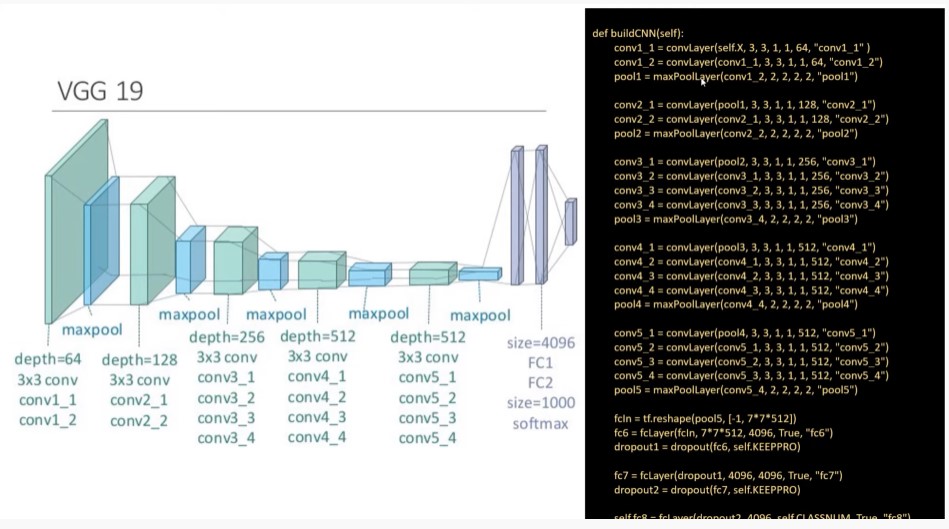 VGG 19
maxpool
maxpool
maxpool
maxpool
maxpool
depth=64
3x3 conv
conv1_1
conv1_2
depth=128
3x3 conv
conv2_1
conv2_2
depth=256
3x3 conv
conv3_1
conv3_2
conv3_3
conv3_4
depth=512
3x3 conv
conv4_1
conv4_2
conv4_3
conv4_4
depth=512
3x3 conv
conv5_1
conv5_2
conv5_3
conv5_4
size=4096
FC1
FC2
size=1000
softmax
def buildCNN(self):
conv1_1 = convLayer(self.X, 3, 3, 1, 1, 64, "conv1_1" )
conv1_2 = convLayer(conv1_1, 3, 3, 1, 1, 64, "conv1_2")
pool1 = maxPoolLayer(conv1_2, 2, 2, 2, 2, "pool1")
conv2_1 = convLayer(pool1, 3, 3, 1, 1, 128, "conv2_1")
conv2_2 = convLayer(conv2_1, 3, 3, 1, 1, 128, "conv2_2")
pool2 = maxPoolLayer(conv2_2, 2, 2, 2, 2, "pool2")
conv3_1 = convLayer(pool2, 3, 3, 1, 1, 256, "conv3_1")
conv3_2 = convLayer(conv3_1, 3, 3, 1, 1, 256, "conv3_2")
conv3_3 = convLayer(conv3_2, 3, 3, 1, 1, 256, "conv3_3")
conv3_4 = convLayer(conv3_3, 3, 3, 1, 1, 256, "conv3_4")
pool3 = maxPoolLayer(conv3_4, 2, 2, 2, 2, "pool3")
conv4_1 = convLayer(pool3, 3, 3, 1, 1, 512, "conv4_1")
conv4_2 = convLayer(conv4_1, 3, 3, 1, 1, 512, "conv4_2")
conv4_3 = convLayer(conv4_2, 3, 3, 1, 1, 512, "conv4_3")
conv4_4 = convLayer(conv4_3, 3, 3, 1, 1, 512, "conv4_4")
pool4 = maxPoolLayer(conv4_4, 2, 2, 2, 2, "pool4")
conv5_1 = convLayer(pool4, 3, 3, 1, 1, 512, "conv5_1")
conv5_2 = convLayer(conv5_1, 3, 3, 1, 1, 512, "conv5_2")
conv5_3 = convLayer(conv5_2, 3, 3, 1, 1, 512, "conv5_3")
conv5_4 = convLayer(conv5_3, 3, 3, 1, 1, 512, "conv5_4")
pool5 = maxPoolLayer(conv5_4, 2, 2, 2, 2, "pool5")
fcIn = tf.reshape(pool5, [-1, 7*7*512])
fc6 = fcLayer(fcIn, 7*7*512, 4096, True, "fc6")
dropout1 = dropout(fc6, self.KEEPPRO)
fc7 = fcLayer(dropout1, 4096, 4096, True, "fc7")
dropout2 = dropout(fc7, self.KEEPPRO)
self.fc8 = fcLayer(dropout2, 4096, self.CLASSNUM, True, "fc8")